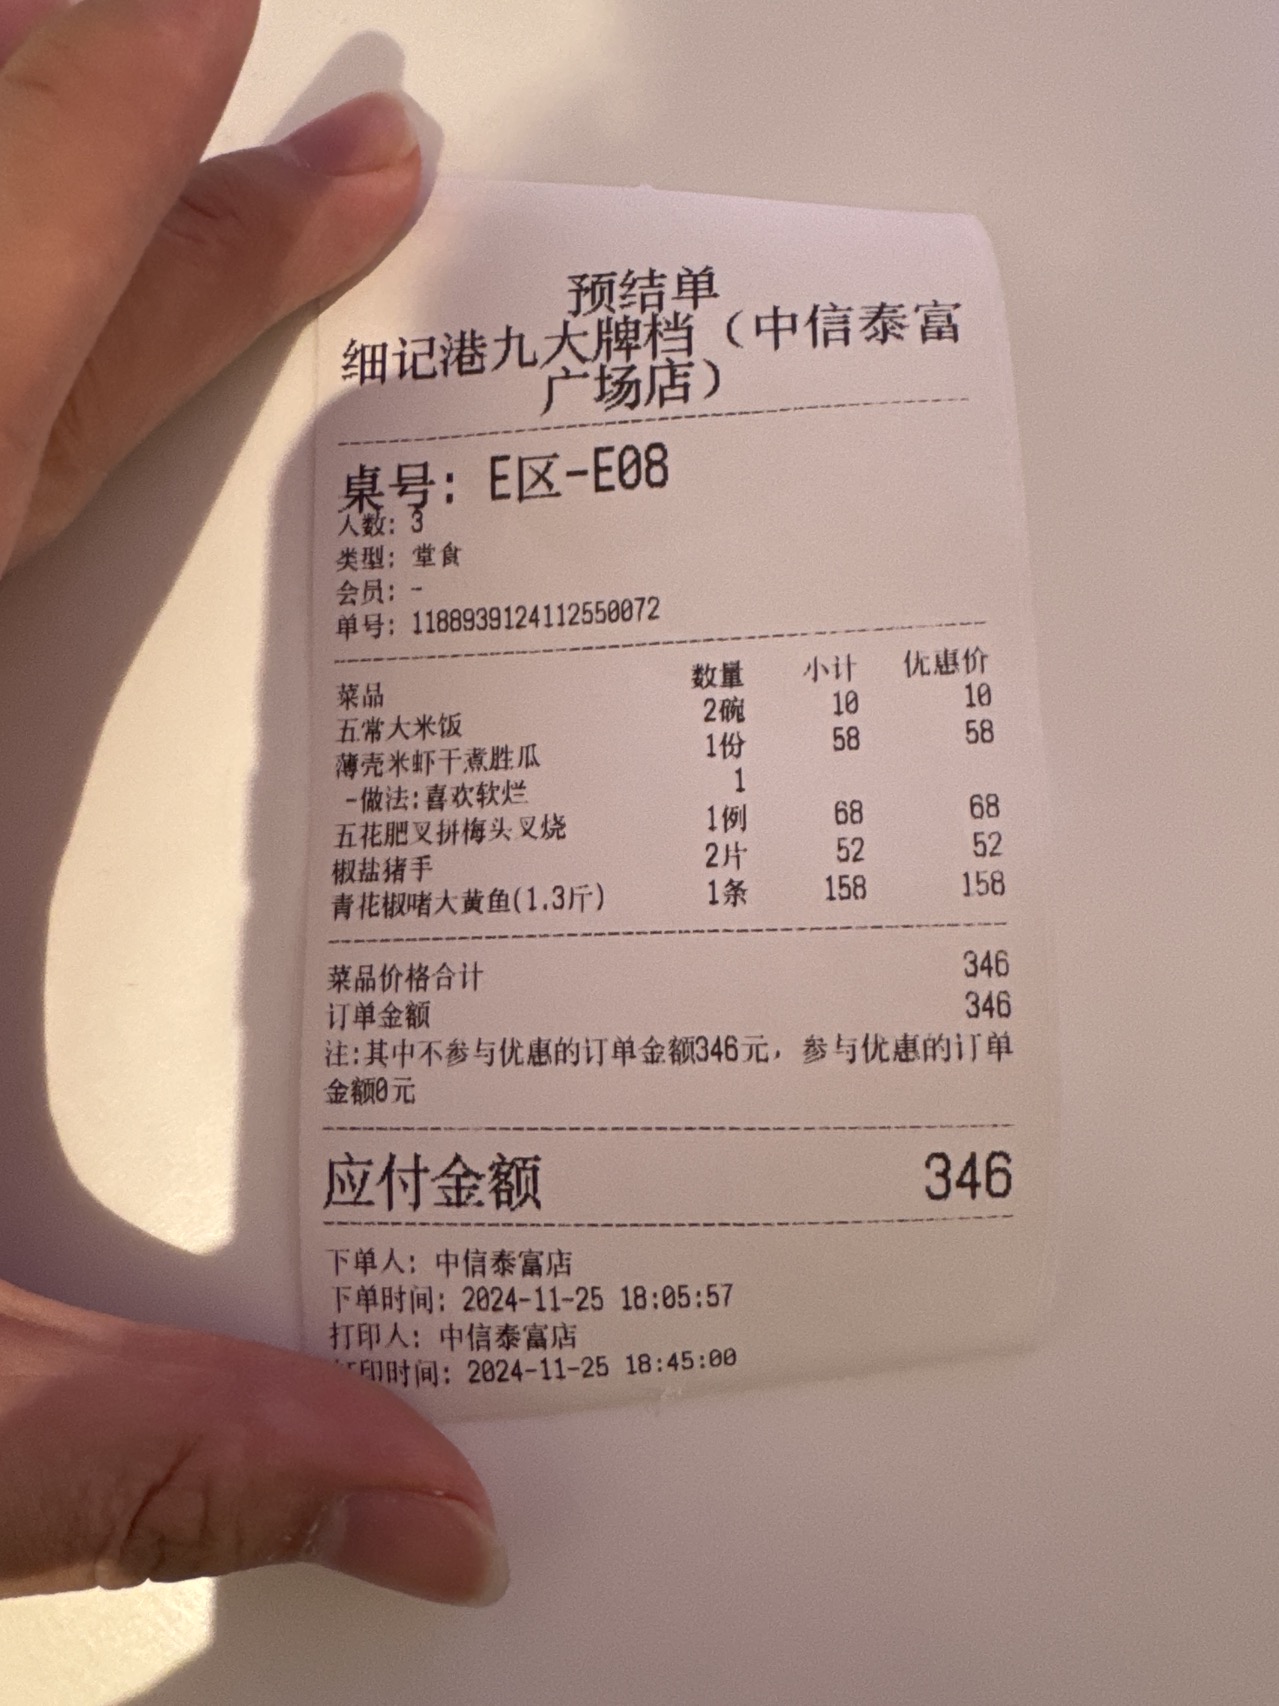 预结单
细记港九大牌档（中信泰富
广场店）
桌号: E区-E08
人数: 3
类型: 堂食
会员: -
单号: 1188939124112550072
菜品 数量 小计 优惠价
五常大米饭 2碗 10 10
薄壳米虾干煮胜瓜 1份 58 58
-做法:喜欢软烂 1
五花肥叉拼梅头叉烧 1例 68 68
椒盐猪手 2片 52 52
青花椒啫大黄鱼(1.3斤) 1条 158 158
菜品价格合计 346
订单金额 346
注:其中不参与优惠的订单金额346元，参与优惠的订单
金额0元
应付金额 346
下单人: 中信泰富店
下单时间: 2024-11-25 18:05:57
打印人: 中信泰富店
打印时间: 2024-11-25 18:45:00